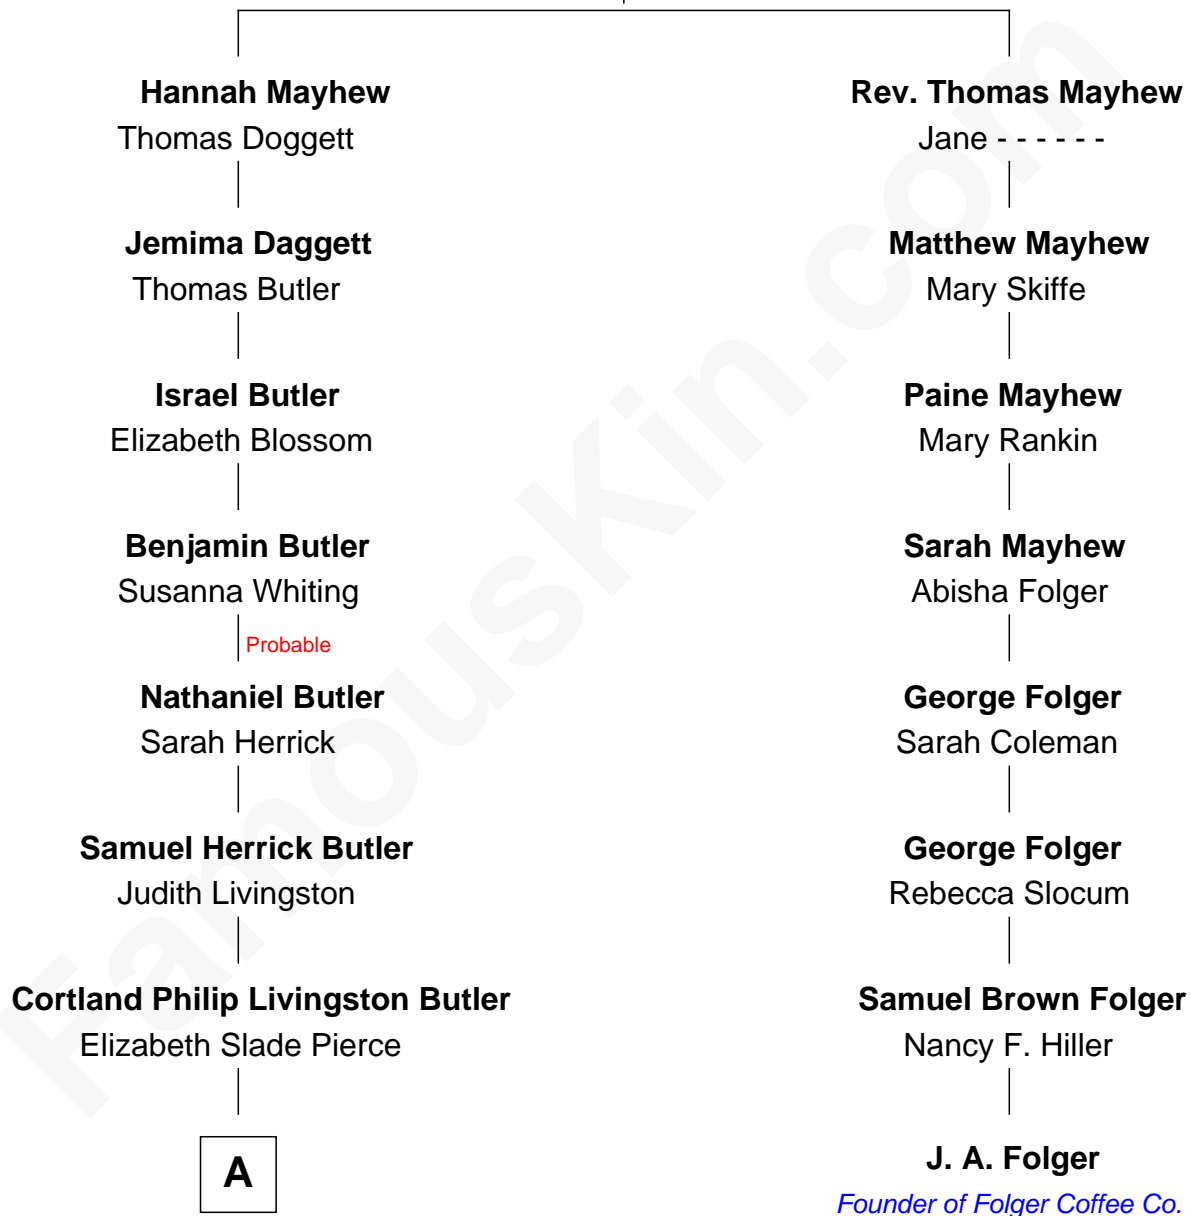 Hannah Mayhew
Thomas Doggett
Jemima Daggett
Thomas Butler
Israel Butler
Elizabeth Blossom
Benjamin Butler
Susanna Whiting
Probable
Nathaniel Butler
Sarah Herrick
Samuel Herrick Butler
Judith Livingston
Cortland Philip Livingston Butler
Elizabeth Slade Pierce
A
Rev. Thomas Mayhew
Jane - - - - - -
Matthew Mayhew
Mary Skiffe
Paine Mayhew
Mary Rankin
Sarah Mayhew
Abisha Folger
George Folger
Sarah Coleman
George Folger
Rebecca Slocum
Samuel Brown Folger
Nancy F. Hiller
J. A. Folger
Founder of Folger Coffee Co.
FamousKin.com